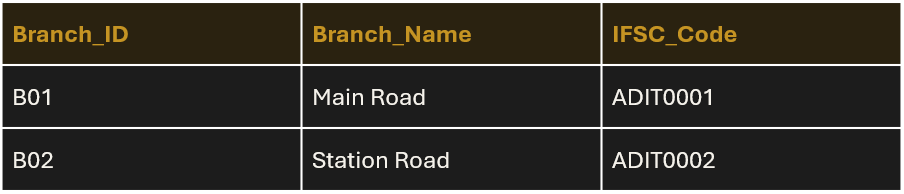 Branch_ID Branch_Name IFSC_Code
B01 Main Road ADIT0001
B02 Station Road ADIT0002